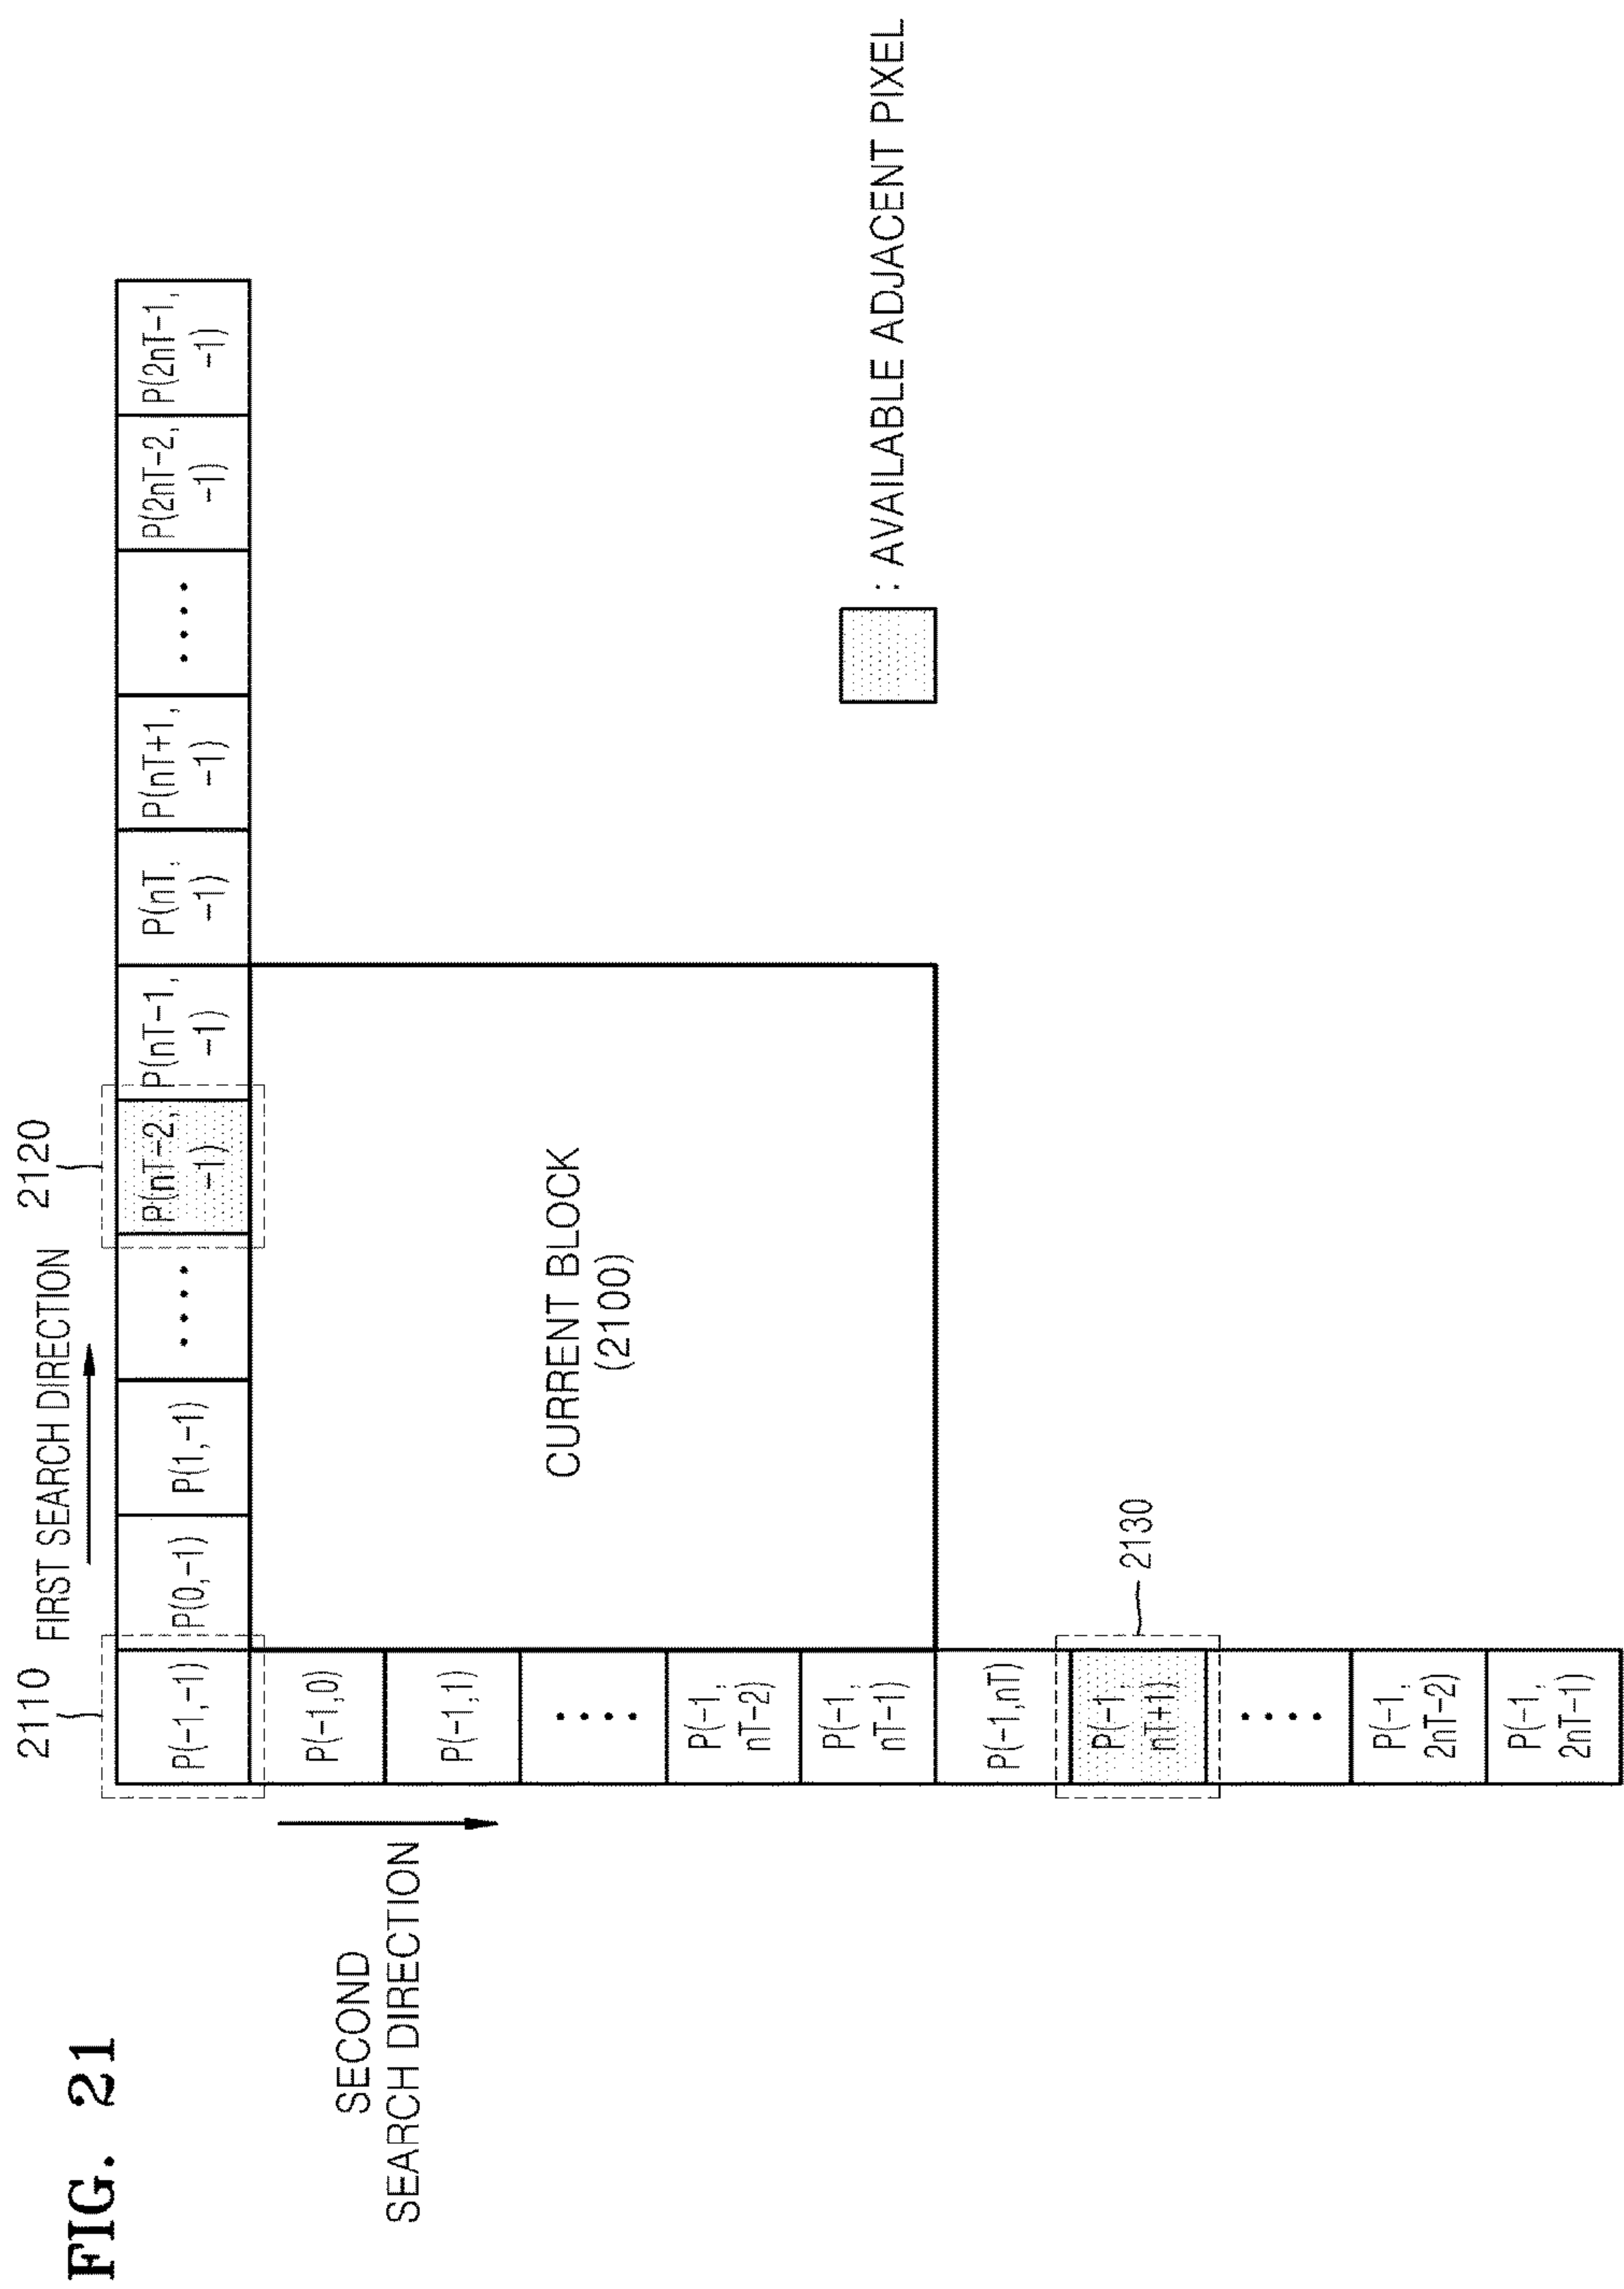 FIG. 21
2110
FIRST SEARCH DIRECTION
2120
P(-1,-1)
P(0,-1)
P(1,-1)
....
P(nT-2,
-1)
P(nT-1,
-1)
P(nT,
-1)
P(nT+1,
-1)
....
P(2nT-2,
-1)
P(2nT-1,
-1)
SECOND
SEARCH DIRECTION
P(-1,0)
P(-1,1)
....
P(-1,
nT-2)
P(-1,
nT-1)
P(-1,nT)
P(-1,
nT+1)
....
P(-1,
2nT-2)
P(-1,
2nT-1)
CURRENT BLOCK
(2100)
2130
: AVAILABLE ADJACENT PIXEL